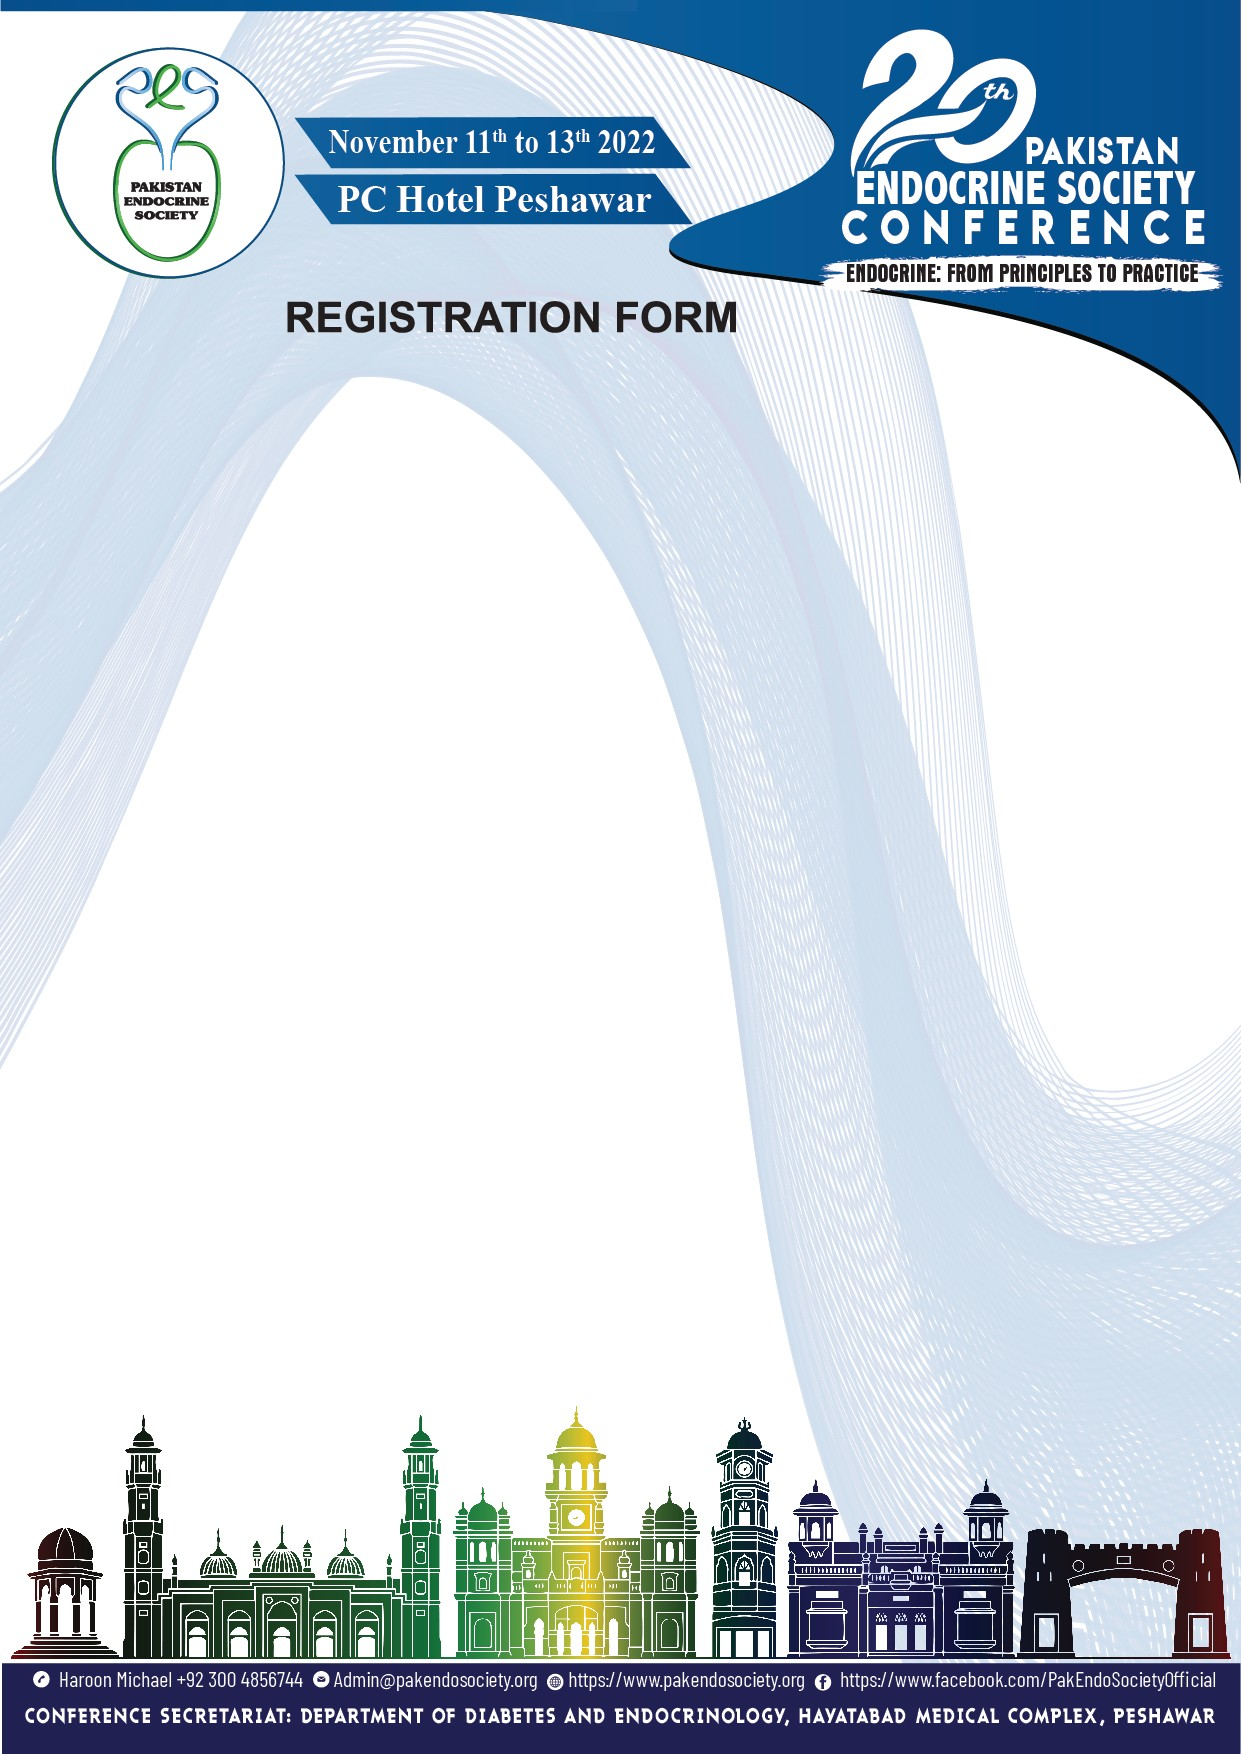 PAKISTAN
ENDOCRINE
SOCIETY
November 11th to 13th 2022
PC Hotel Peshawar
20th
PAKISTAN
ENDOCRINE SOCIETY
CONFERENCE
ENDOCRINE: FROM PRINCIPLES TO PRACTICE
REGISTRATION FORM
Haroon Michael +92 300 4856744 Admin@pakendosociety.org https://www.pakendosociety.org https://www.facebook.com/PakEndoSocietyOfficial
CONFERENCE SECRETARIAT: DEPARTMENT OF DIABETES AND ENDOCRINOLOGY, HAYATABAD MEDICAL COMPLEX, PESHAWAR